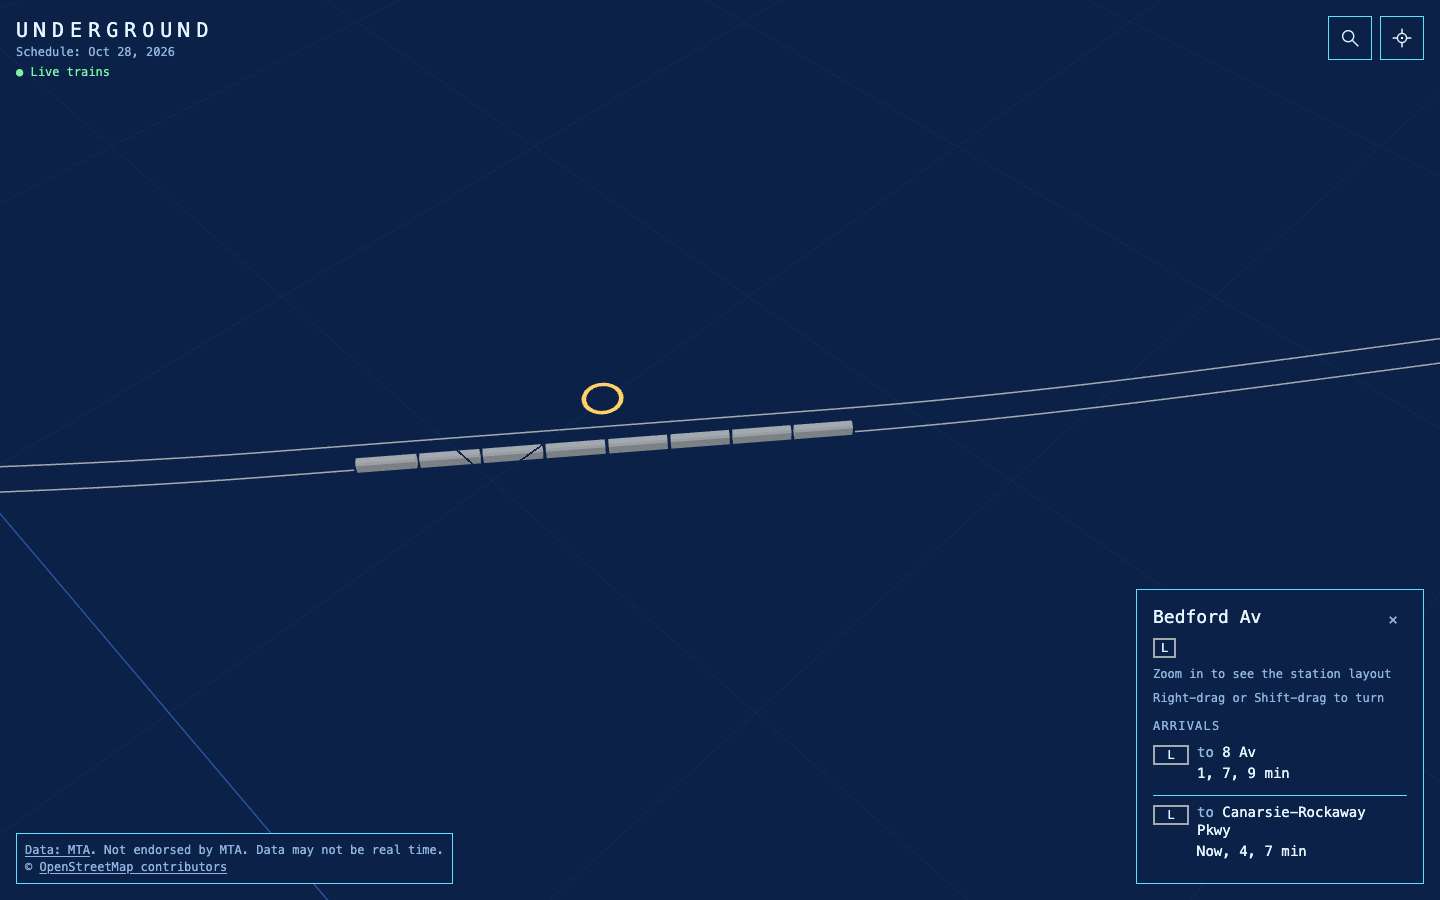 UNDERGROUND
Schedule: Oct 28, 2026
Live trains
Bedford Av
×
L
Zoom in to see the station layout
Right-drag or Shift-drag to turn
ARRIVALS
L to 8 Av
1, 7, 9 min
L to Canarsie-Rockaway
Pkwy
Now, 4, 7 min
Data: MTA. Not endorsed by MTA. Data may not be real time.
© OpenStreetMap contributors